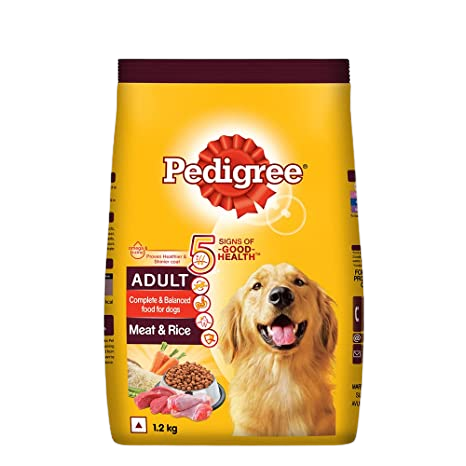 Pedigree®
5 SIGNS OF
-GOOD-
HEALTH™
Proven Healthier &
Shinier coat
ADULT
Complete & Balanced
food for dogs
Meat & Rice
1.2 kg